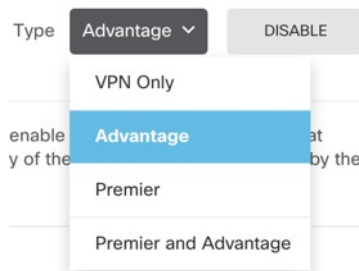 Type Advantage DISABLE
VPN Only
enable Advantage at
y of the by the
Premier
Premier and Advantage